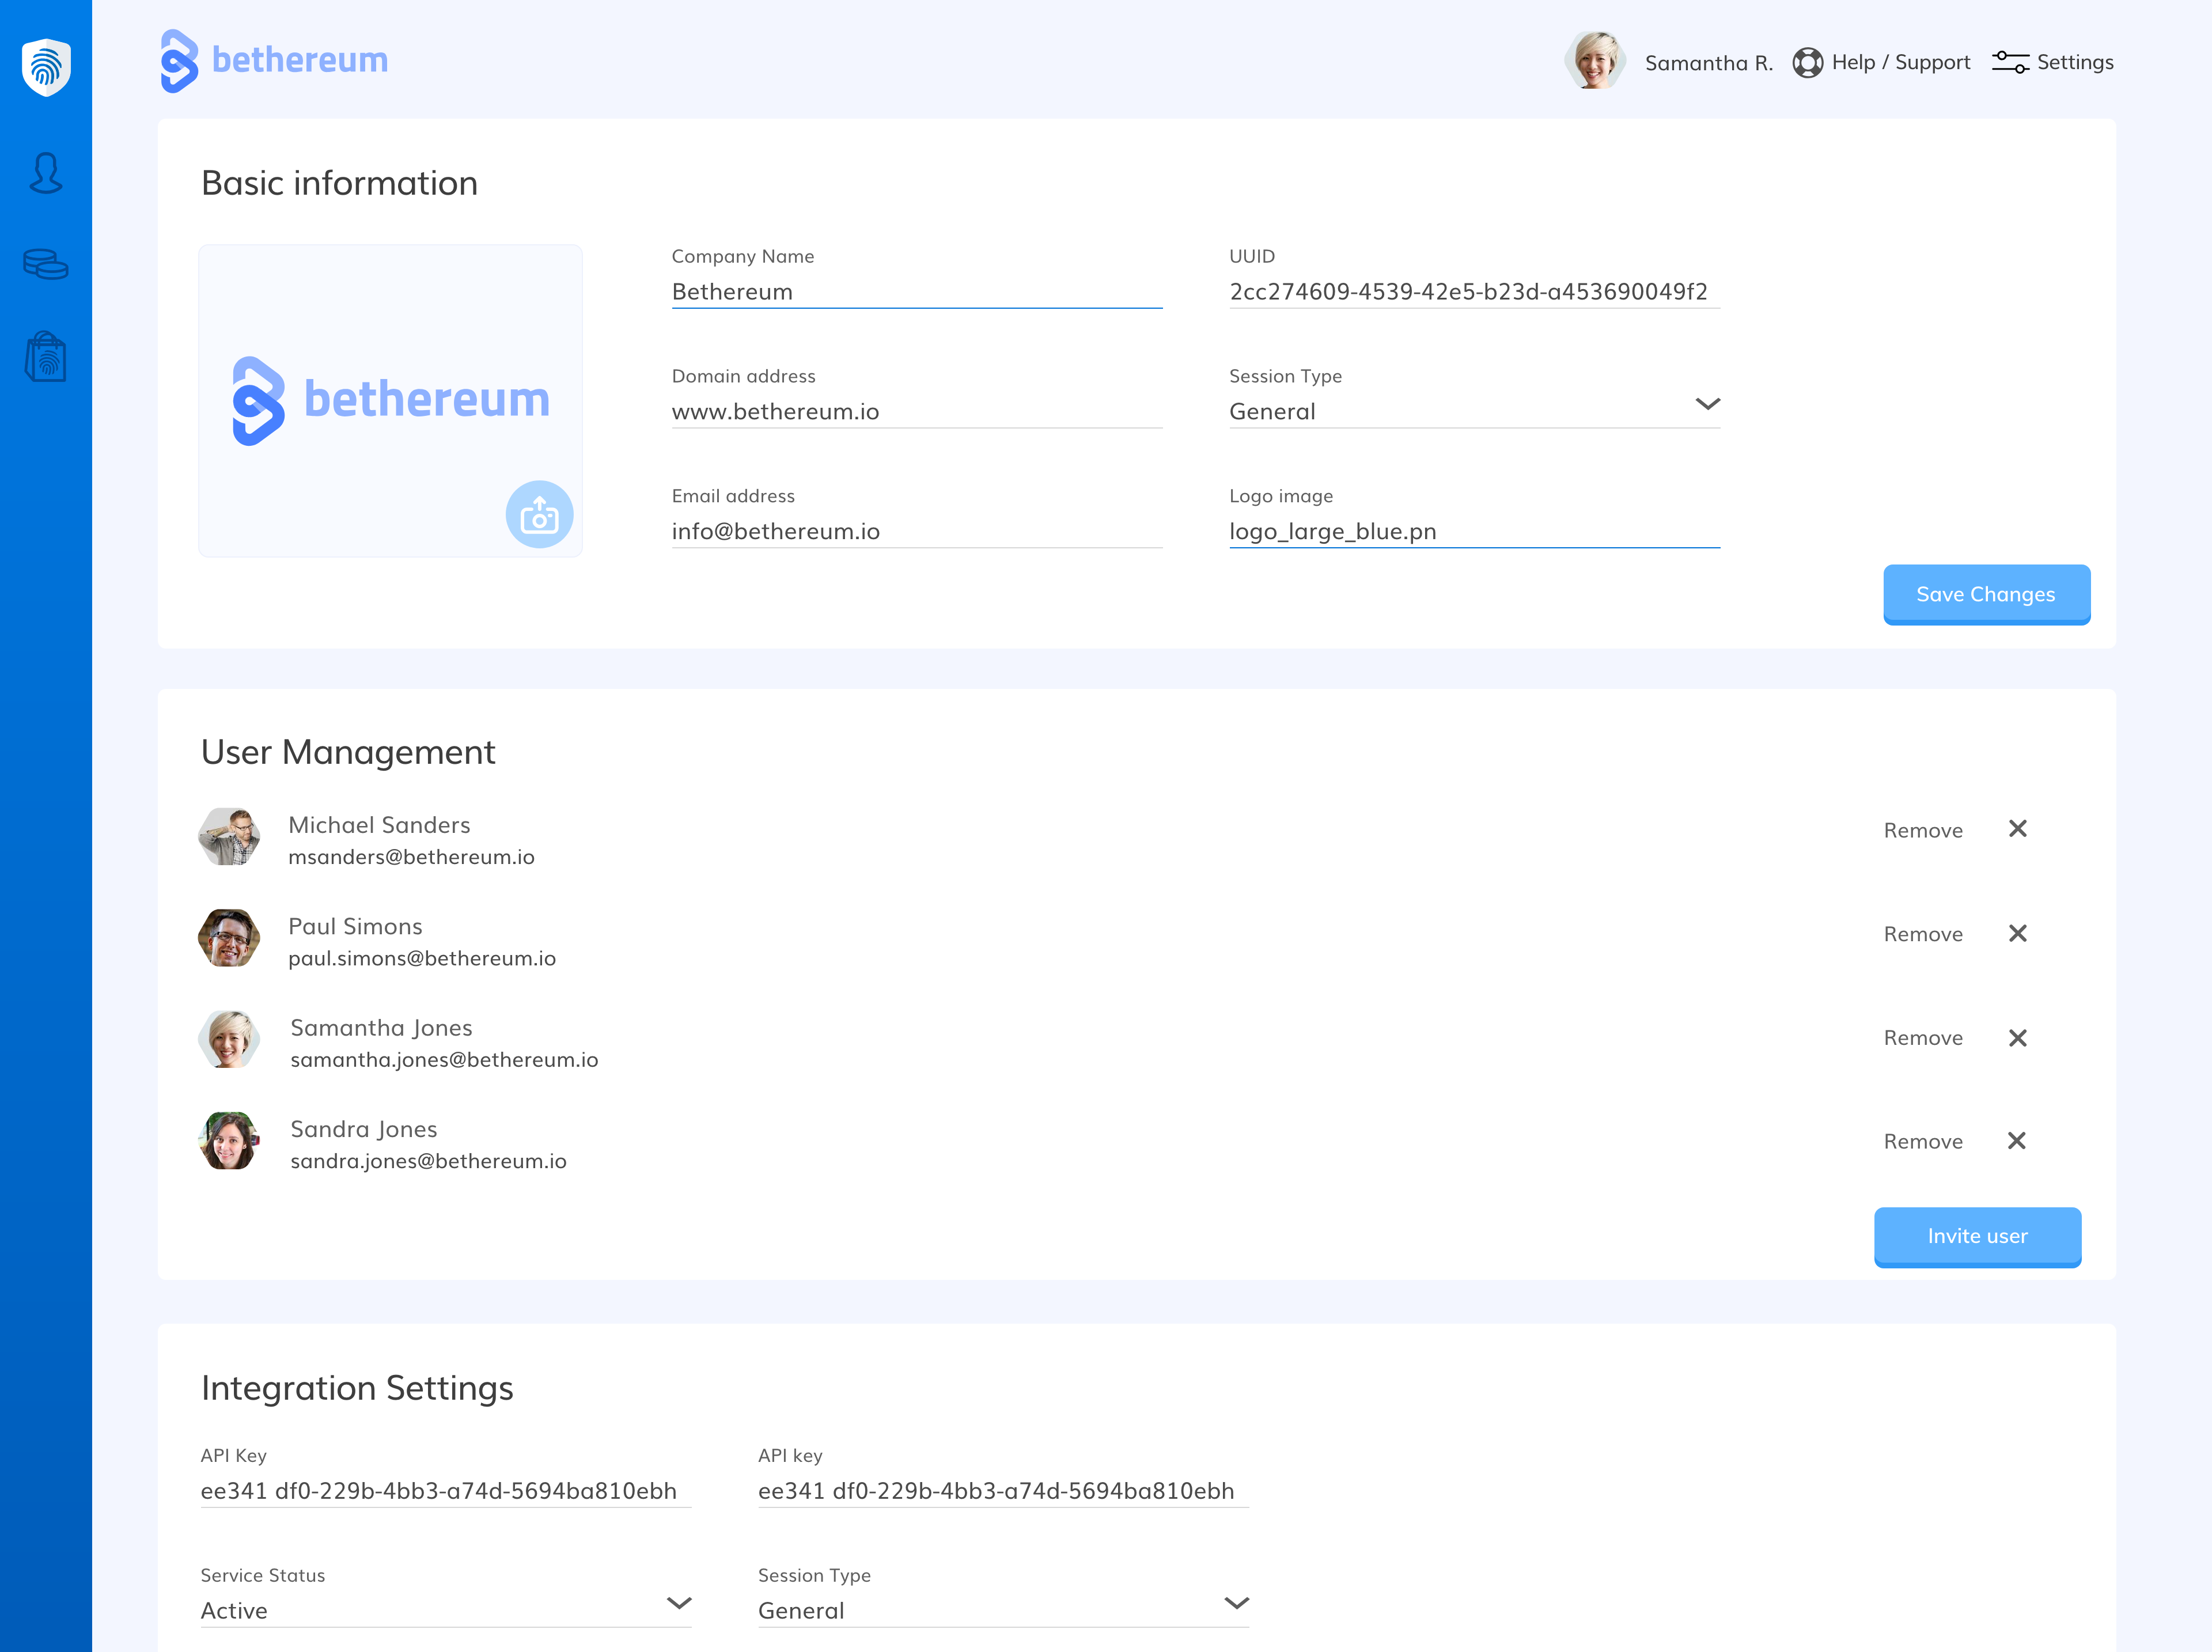 bethereum
Samantha R.
Help / Support
Settings
Basic information
bethereum
Company Name
Bethereum
UUID
2cc274609-4539-42e5-b23d-a453690049f2
Domain address
www.bethereum.io
Session Type
General
Email address
info@bethereum.io
Logo image
logo_large_blue.pn
Save Changes
User Management
Michael Sanders
msanders@bethereum.io
Remove
Paul Simons
paul.simons@bethereum.io
Remove
Samantha Jones
samantha.jones@bethereum.io
Remove
Sandra Jones
sandra.jones@bethereum.io
Remove
Invite user
Integration Settings
API Key
ee341 df0-229b-4bb3-a74d-5694ba810ebh
API key
ee341 df0-229b-4bb3-a74d-5694ba810ebh
Service Status
Active
Session Type
General